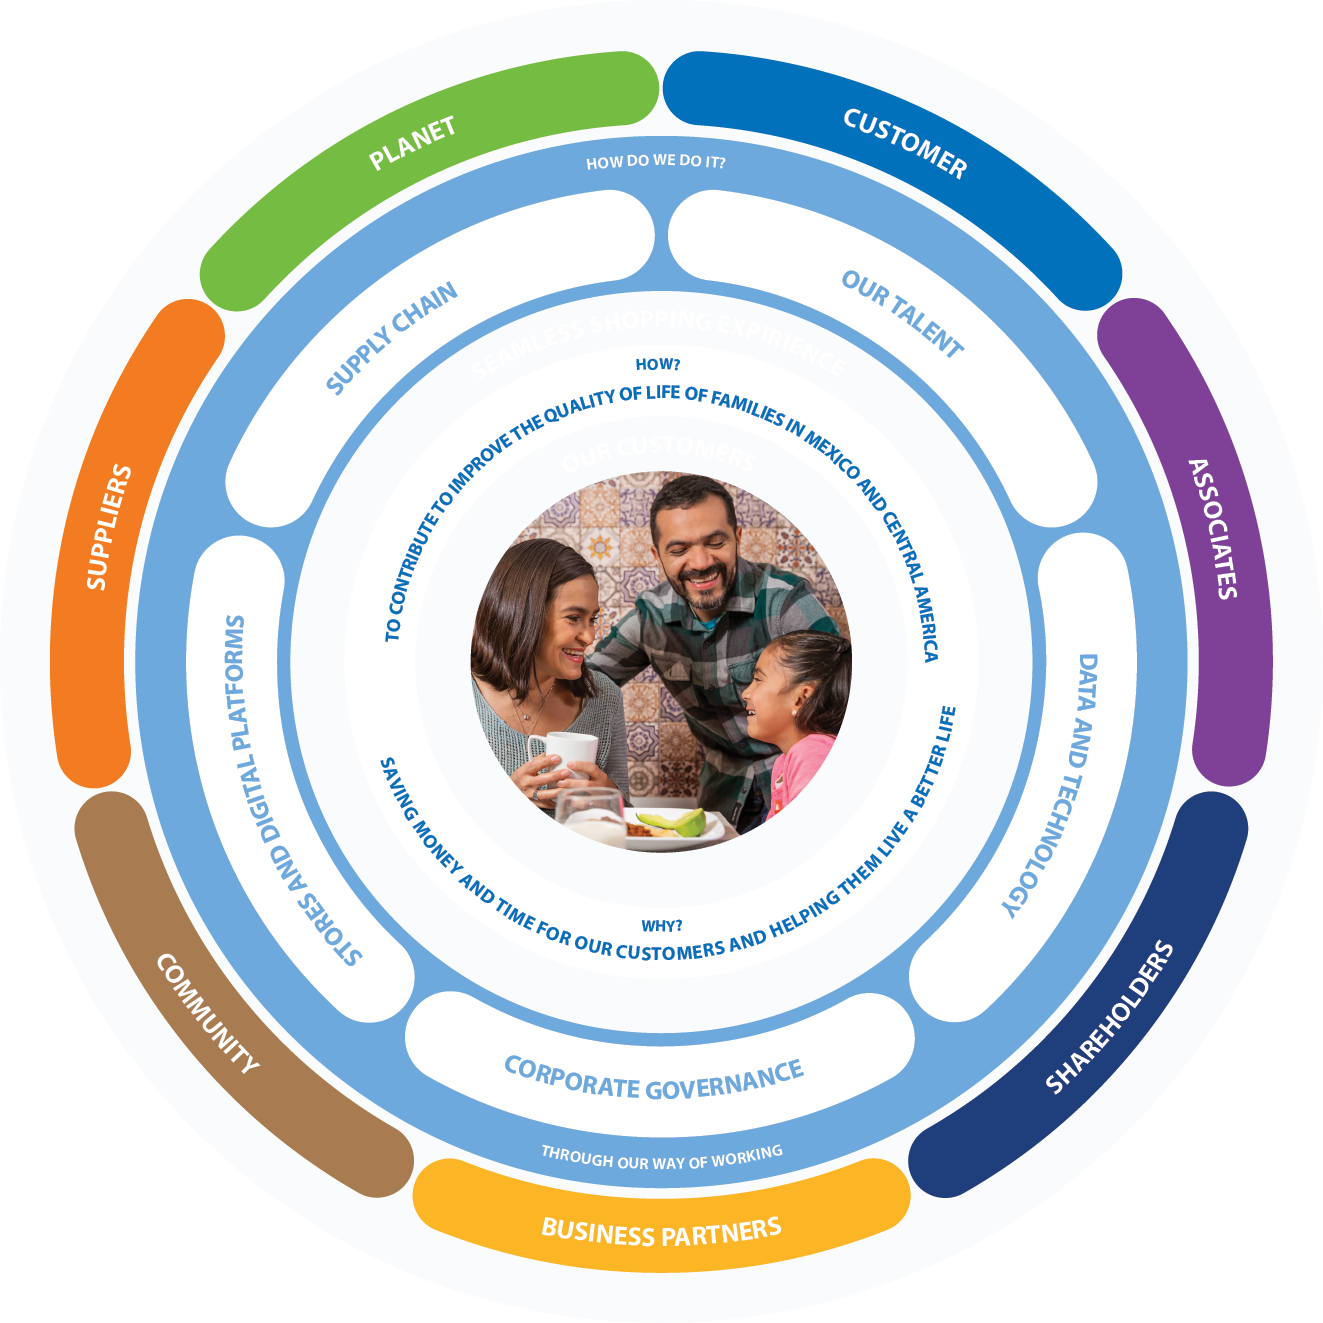 PLANET
CUSTOMER
HOW DO WE DO IT?
SUPPLY CHAIN
OUR TALENT
SEAMLESS SHOPPING EXPIRIENCE
HOW?
TO CONTRIBUTE TO IMPROVE THE QUALITY OF LIFE OF FAMILIES IN MEXICO AND CENTRAL AMERICA
OUR CUSTOMERS
SUPPLIERS
ASSOCIATES
STORES AND DIGITAL PLATFORMS
DATA AND TECHNOLOGY
WHY?
SAVING MONEY AND TIME FOR OUR CUSTOMERS AND HELPING THEM LIVE A BETTER LIFE
COMMUNITY
SHAREHOLDERS
CORPORATE GOVERNANCE
THROUGH OUR WAY OF WORKING
BUSINESS PARTNERS